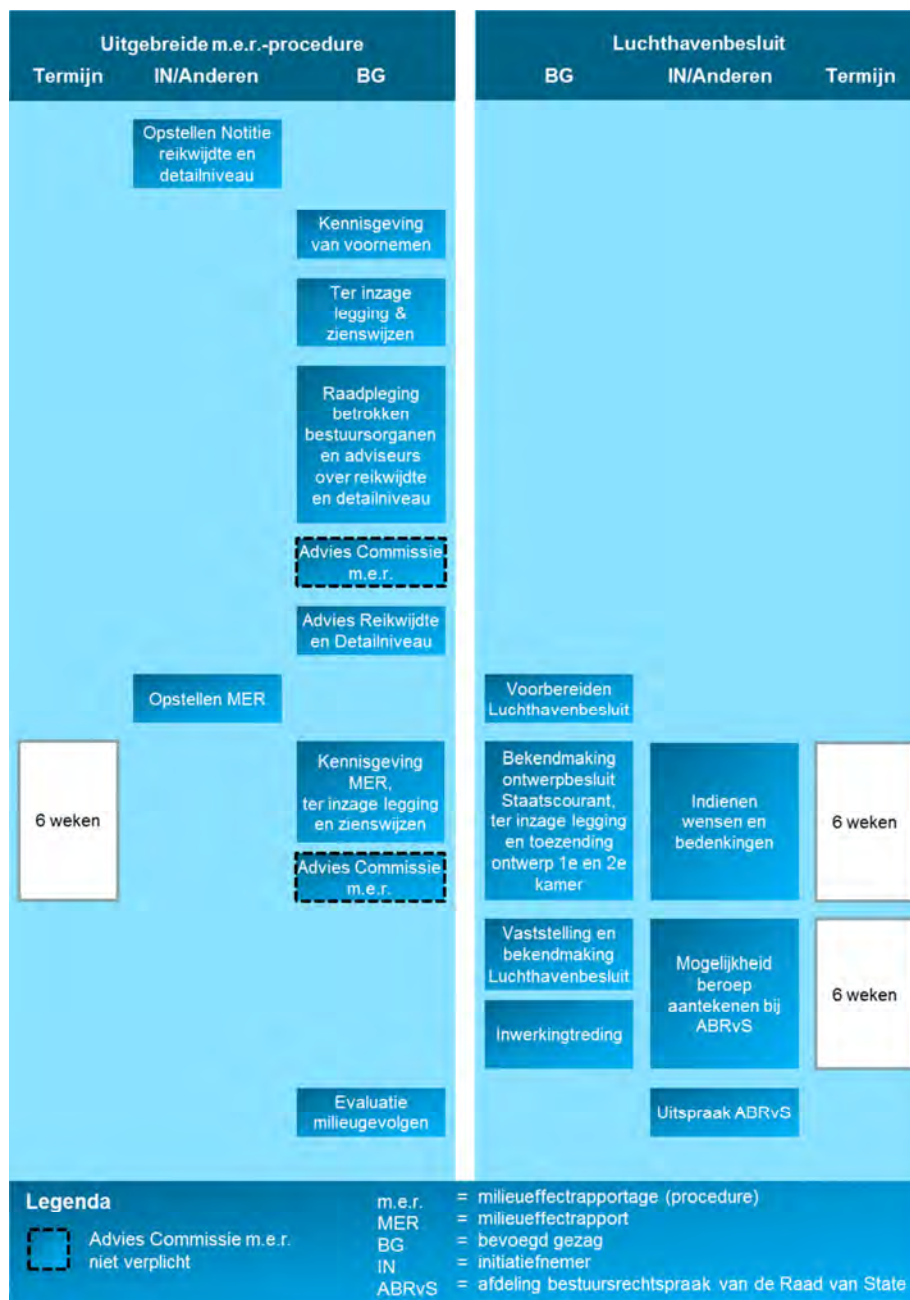 Uitgebreide m.e.r.-procedure
Termijn
IN/Anderen
BG
Opstellen Notitie
reikwijdte en
detailniveau
Kennisgeving
van voornemen
Ter inzage
legging &
zienswijzen
Raadpleging
betrokken
bestuursorganen
en adviseurs
over reikwijdte
en detailniveau
Advies Commissie
m.e.r.
Advies Reikwijdte
en Detailniveau
Opstellen MER
6 weken
Kennisgeving
MER,
ter inzage legging
en zienswijzen
Advies Commissie
m.e.r.
Evaluatie
milieugevolgen
Luchthavenbesluit
BG
IN/Anderen
Termijn
Voorbereiden
Luchthavenbesluit
Bekendmaking
ontwerpbesluit
Staatscourant,
ter inzage legging
en toezending
ontwerp 1e en 2e
kamer
Indienen
wensen en
bedenkingen
6 weken
Vaststelling en
bekendmaking
Luchthavenbesluit
Inwerkingtreding
Mogelijkheid
beroep
aantekenen bij
ABRvS
6 weken
Uitspraak ABRvS
Legenda
Advies Commissie m.e.r.
niet verplicht
m.e.r. = milieueffectrapportage (procedure)
MER = milieueffectrapport
BG = bevoegd gezag
IN = initiatiefnemer
ABRvS = afdeling bestuursrechtspraak van de Raad van State